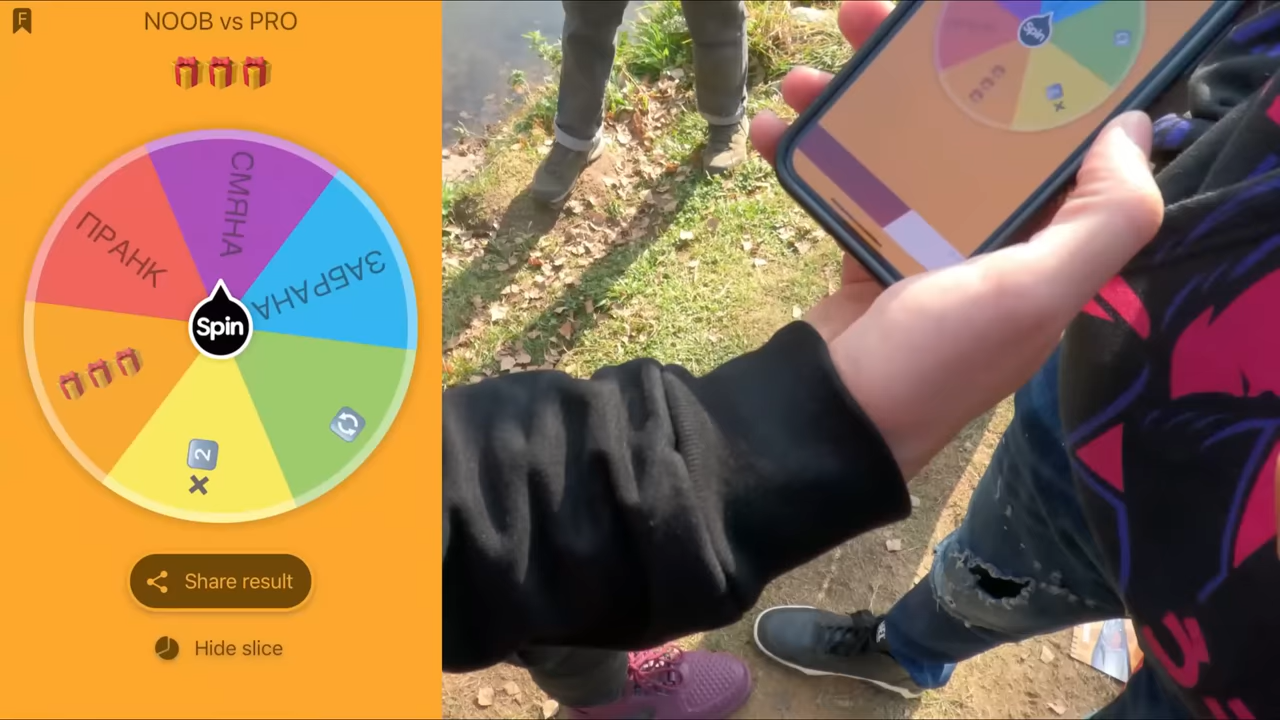 NOOB vs PRO
🎁🎁🎁
СМЯНА
ПРАНК
ЗАБРАНА
Spin
🎁🎁🎁
🔄
2️⃣
✖
Share result
Hide slice
Spin